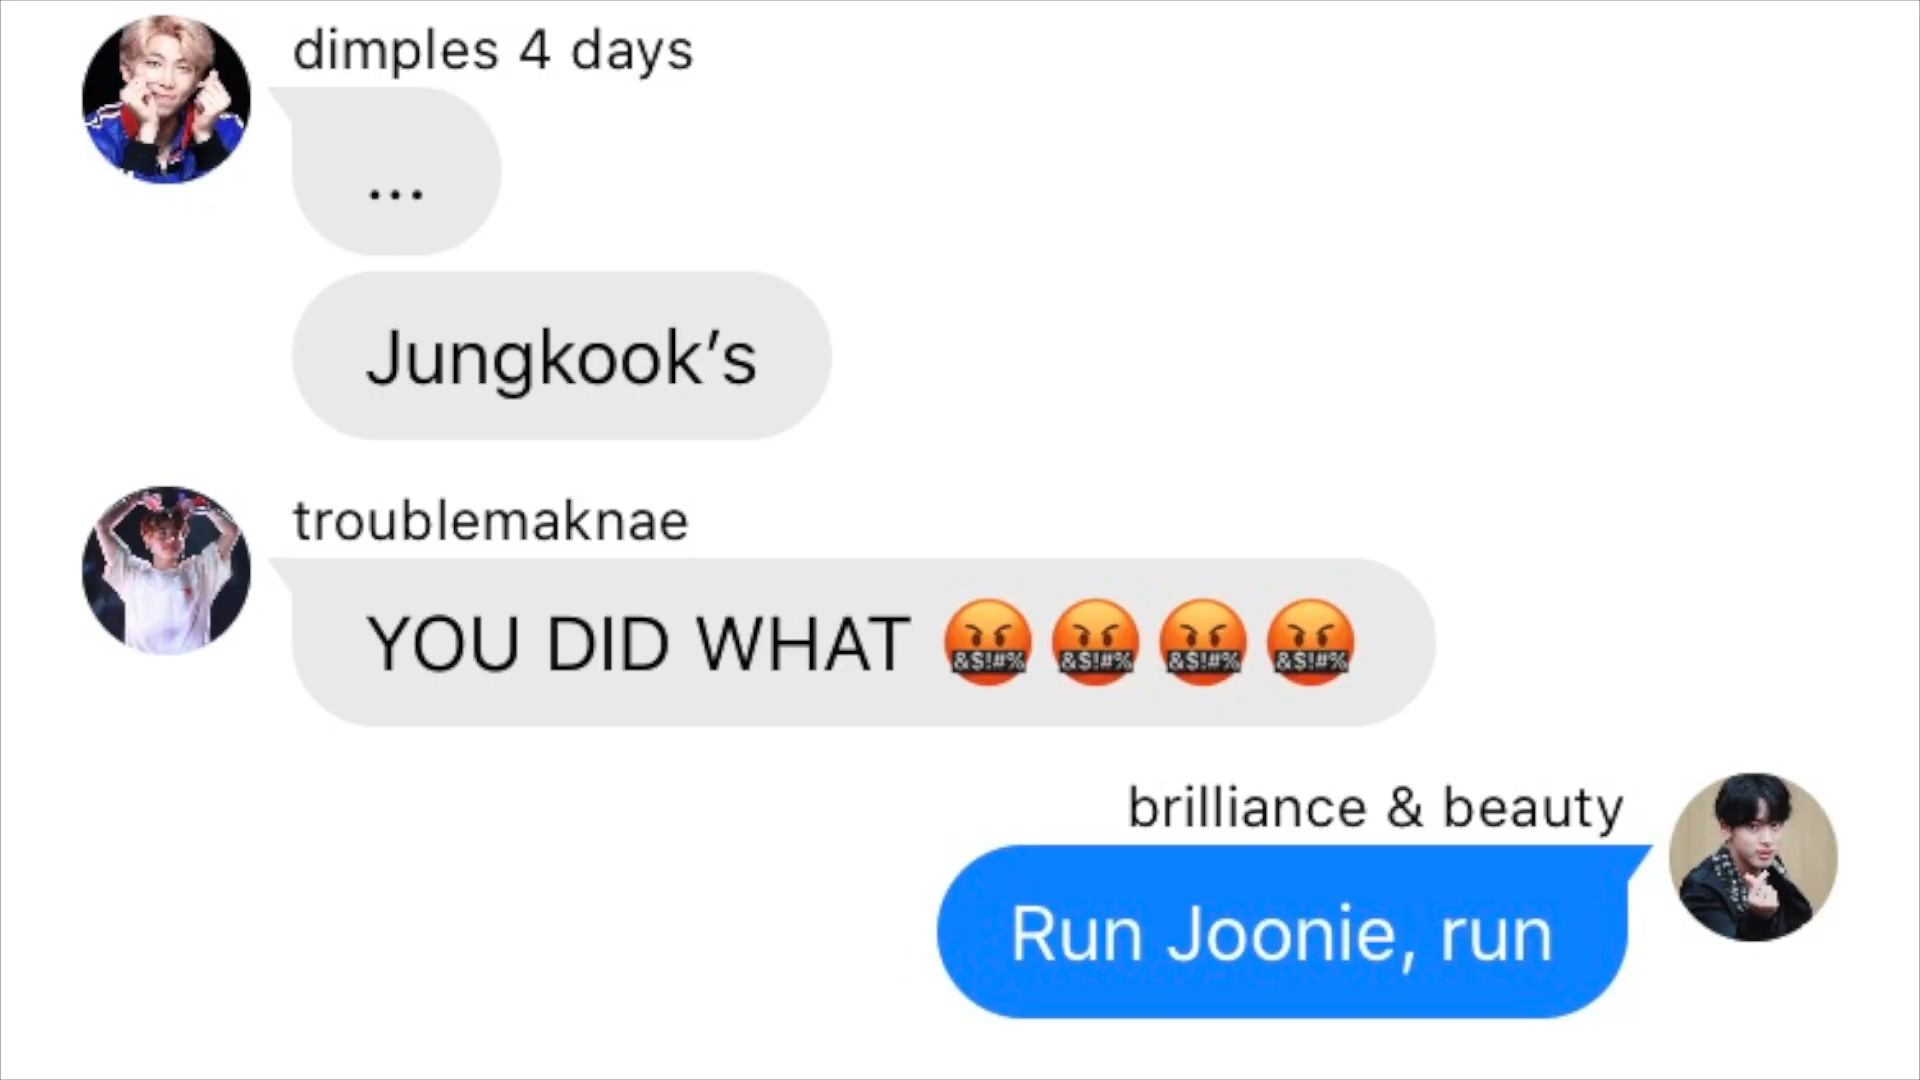 dimples 4 days
...
Jungkook’s
troublemaknae
YOU DID WHAT 🤬🤬🤬🤬
brilliance & beauty
Run Joonie, run